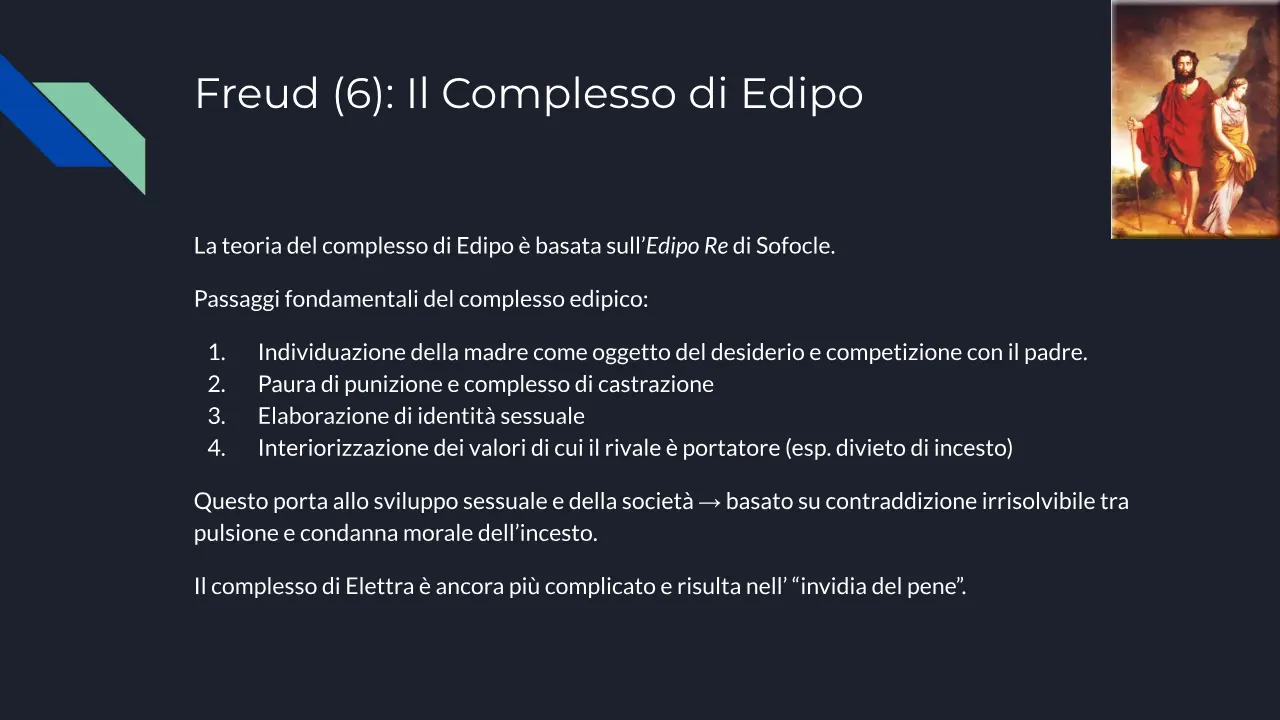 Freud (6): Il Complesso di Edipo
La teoria del complesso di Edipo è basata sull’Edipo Re di Sofocle.
Passaggi fondamentali del complesso edipico:
1. Individuazione della madre come oggetto del desiderio e competizione con il padre.
2. Paura di punizione e complesso di castrazione
3. Elaborazione di identità sessuale
4. Interiorizzazione dei valori di cui il rivale è portatore (esp. divieto di incesto)
Questo porta allo sviluppo sessuale e della società → basato su contraddizione irrisolvibile tra
pulsione e condanna morale dell’incesto.
Il complesso di Elettra è ancora più complicato e risulta nell’ “invidia del pene”.